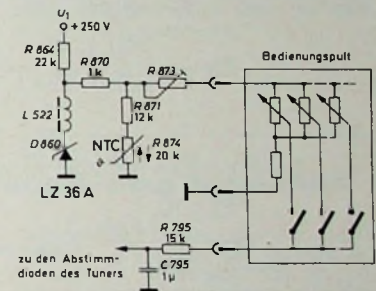 U1
+ 250 V
R 864
22 k
R 870
1 k
R 873
Bedienungspult
L 522
R 871
12 k
D 860
NTC
R 874
20 k
LZ 36 A
R 795
15 k
zu den Abstimm-
dioden des Tuners
C 795
1 µ